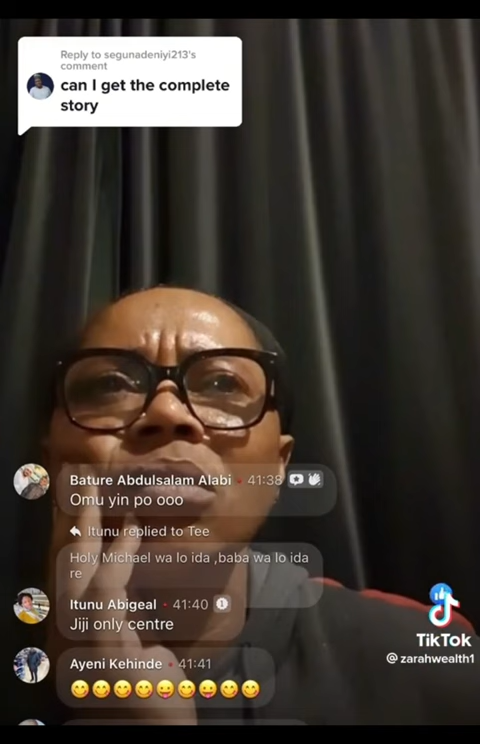 Reply to segunadeniyi213's
comment
can I get the complete
story
Bature Abdulsalam Alabi • 41:38
Omu yin po ooo
Itunu replied to Tee
Holy Michael wa lo ida ,baba wa lo ida
re
Itunu Abigeal • 41:40 1
Jiji only centre
Ayeni Kehinde • 41:41
😋😋😋😋😜😋😜😋😋
TikTok
@ zarahwealth1